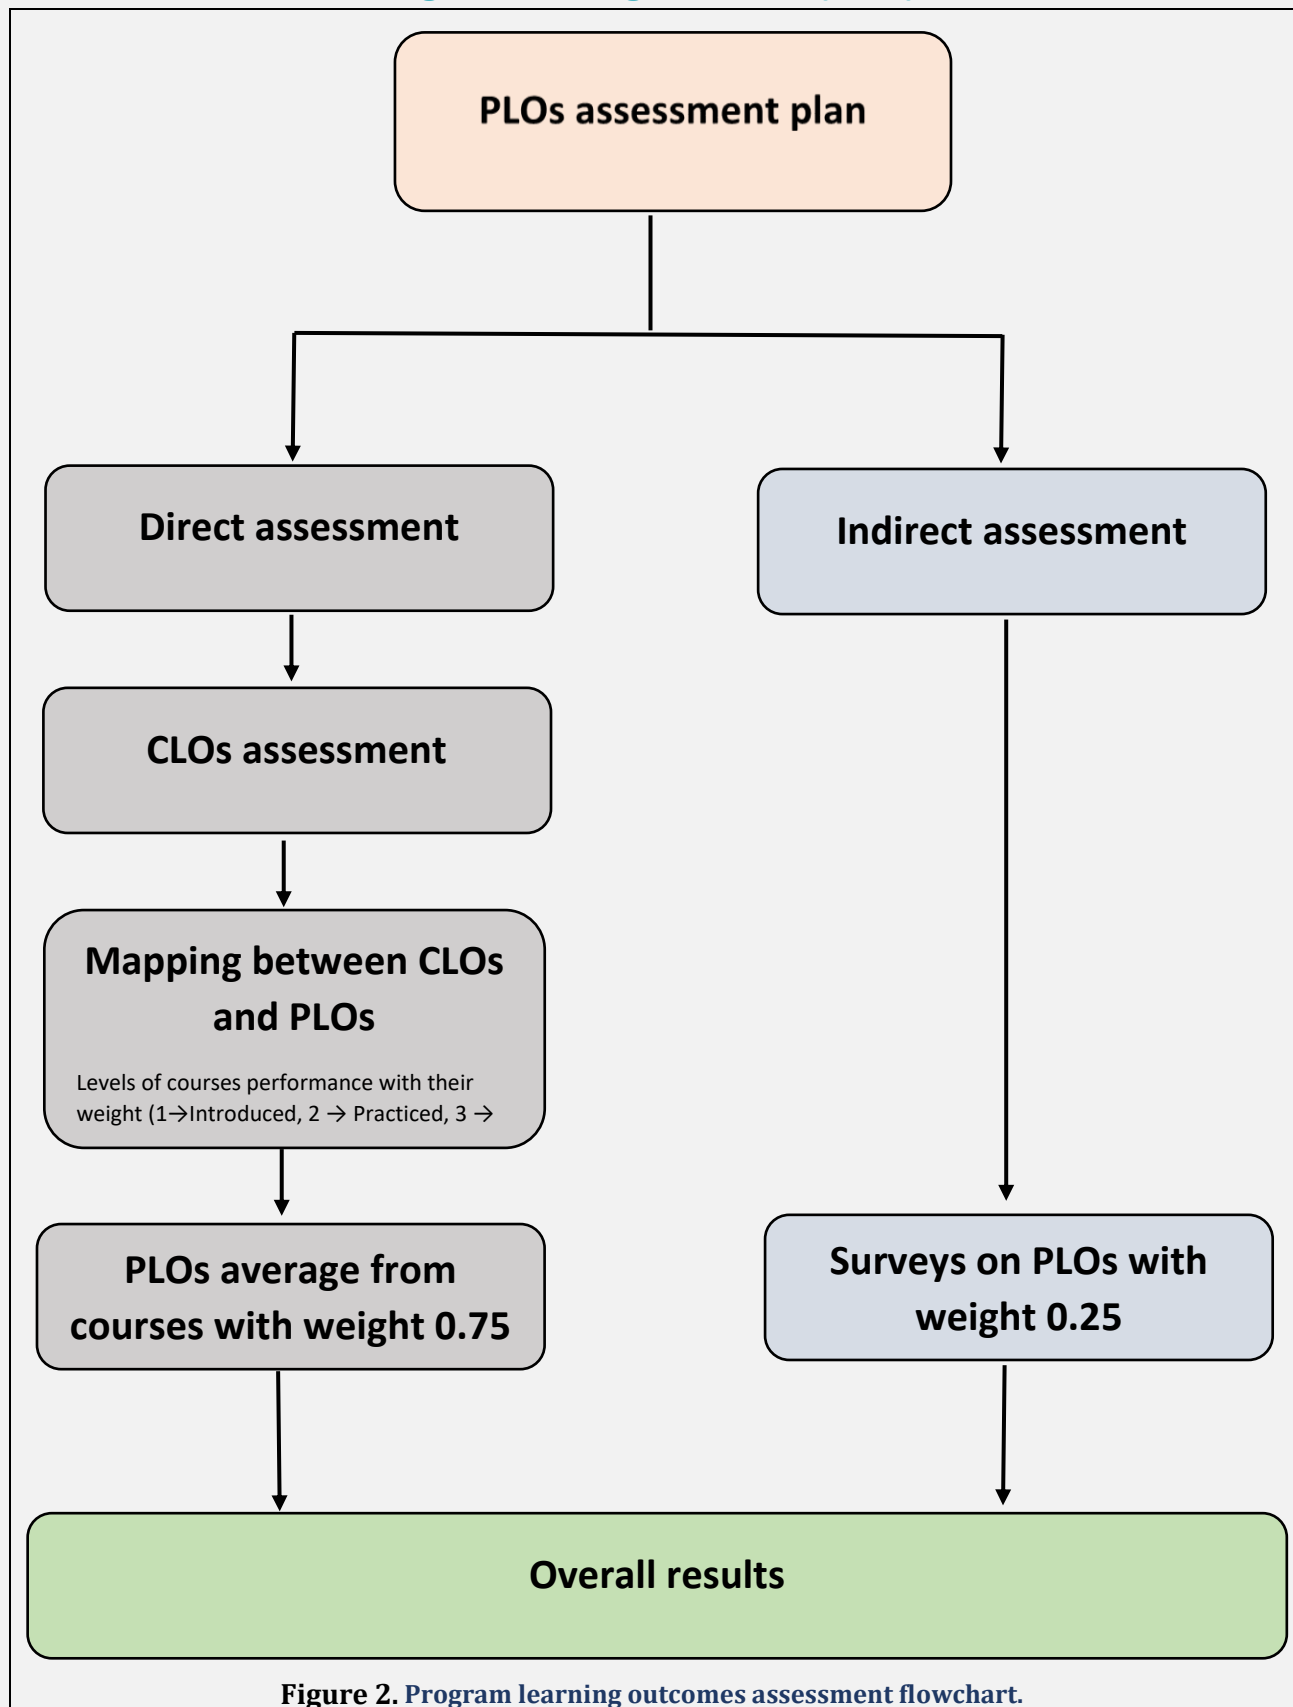 PLOs assessment plan
Direct assessment
Indirect assessment
CLOs assessment
Mapping between CLOs
and PLOs
Levels of courses performance with their
weight (1→Introduced, 2 → Practiced, 3 →
PLOs average from
courses with weight 0.75
Surveys on PLOs with
weight 0.25
Overall results
Figure 2. Program learning outcomes assessment flowchart.